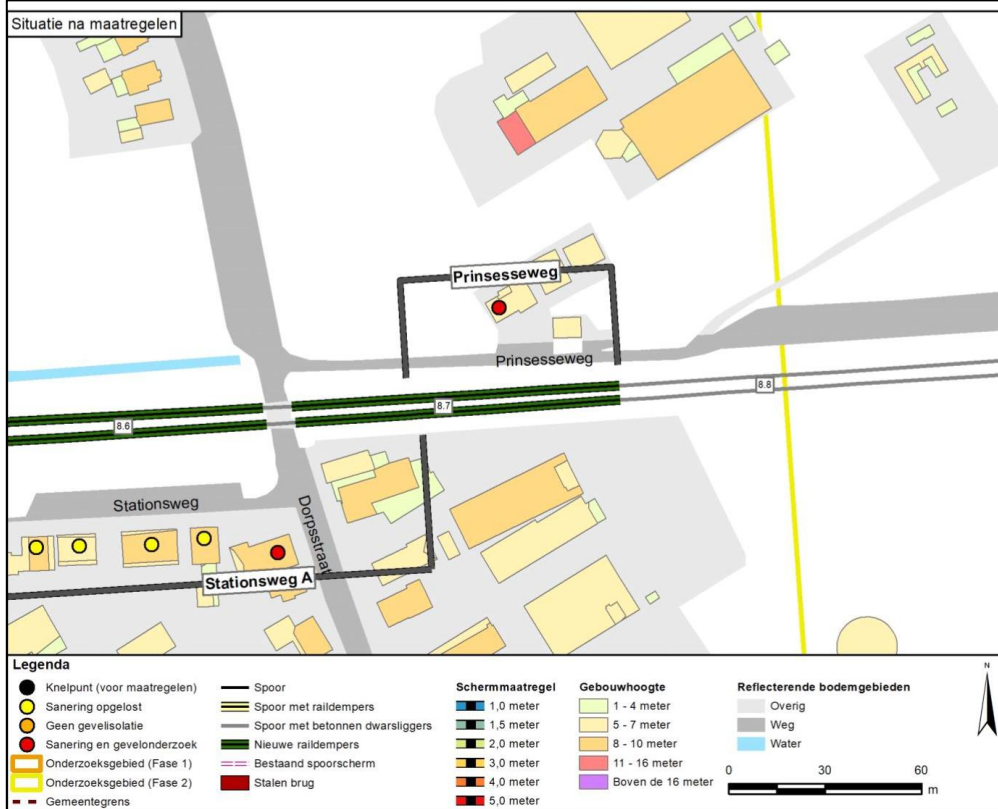 Situatie na maatregelen
Prinsesseweg
Prinsesseweg
8.8
8.7
8.6
Stationsweg
Dorpsstraat
Stationsweg A
Legenda
Knelpunt (voor maatregelen)
Sanering opgelost
Geen gevelisolatie
Sanering en gevelonderzoek
Onderzoeksgebied (Fase 1)
Onderzoeksgebied (Fase 2)
Gemeentegrens
Spoor
Spoor met raildempers
Spoor met betonnen dwarsliggers
Nieuwe raildempers
Bestaand spoorscherm
Stalen brug
Schermmaatregel
1,0 meter
1,5 meter
2,0 meter
3,0 meter
4,0 meter
5,0 meter
Gebouwhoogte
1 - 4 meter
5 - 7 meter
8 - 10 meter
11 - 16 meter
Boven de 16 meter
Reflecterende bodemgebieden
Overig
Weg
Water
0 30 60
m
N